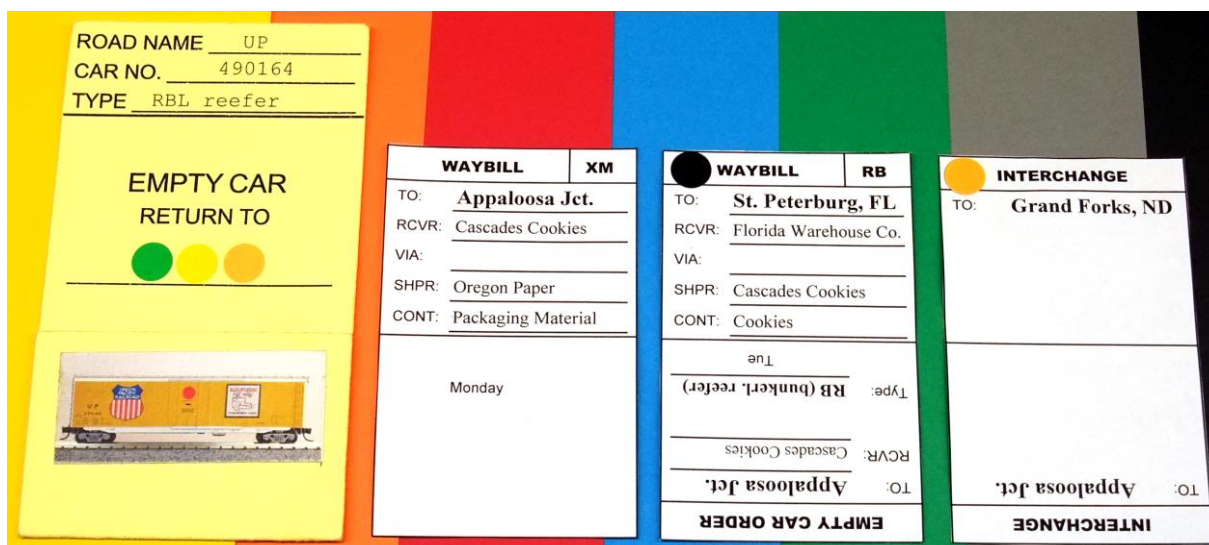 ROAD NAME UP
CAR NO. 490164
TYPE RBL reefer
EMPTY CAR
RETURN TO
WAYBILL XM
TO: Appaloosa Jct.
RCVR: Cascades Cookies
VIA:
SHPR: Oregon Paper
CONT: Packaging Material
Monday
WAYBILL RB
TO: St. Peterburg, FL
RCVR: Florida Warehouse Co.
VIA:
SHPR: Cascades Cookies
CONT: Cookies
EMPTY CAR ORDER
TO: Appaloosa Jct.
RCVR: Cascades Cookies
Type: RB (bunkerl. reefer)
Tue
INTERCHANGE
TO: Grand Forks, ND
INTERCHANGE
TO: Appaloosa Jct.